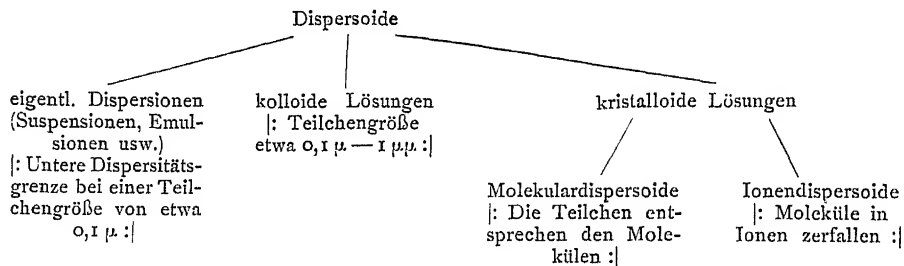 Dispersoide
eigentl. Dispersionen
(Suspensionen, Emul-
sionen usw.)
|: Untere Dispersitäts-
grenze bei einer Teil-
chengröße von etwa
0,1 μ :|
kolloide Lösungen
|: Teilchengröße
etwa 0,1 μ — 1 μμ :|
kristalloide Lösungen
Molekulardispersoide
|: Die Teilchen ent-
sprechen den Mole-
külen :|
Ionendispersoide
|: Moleküle in
Ionen zerfallen :|